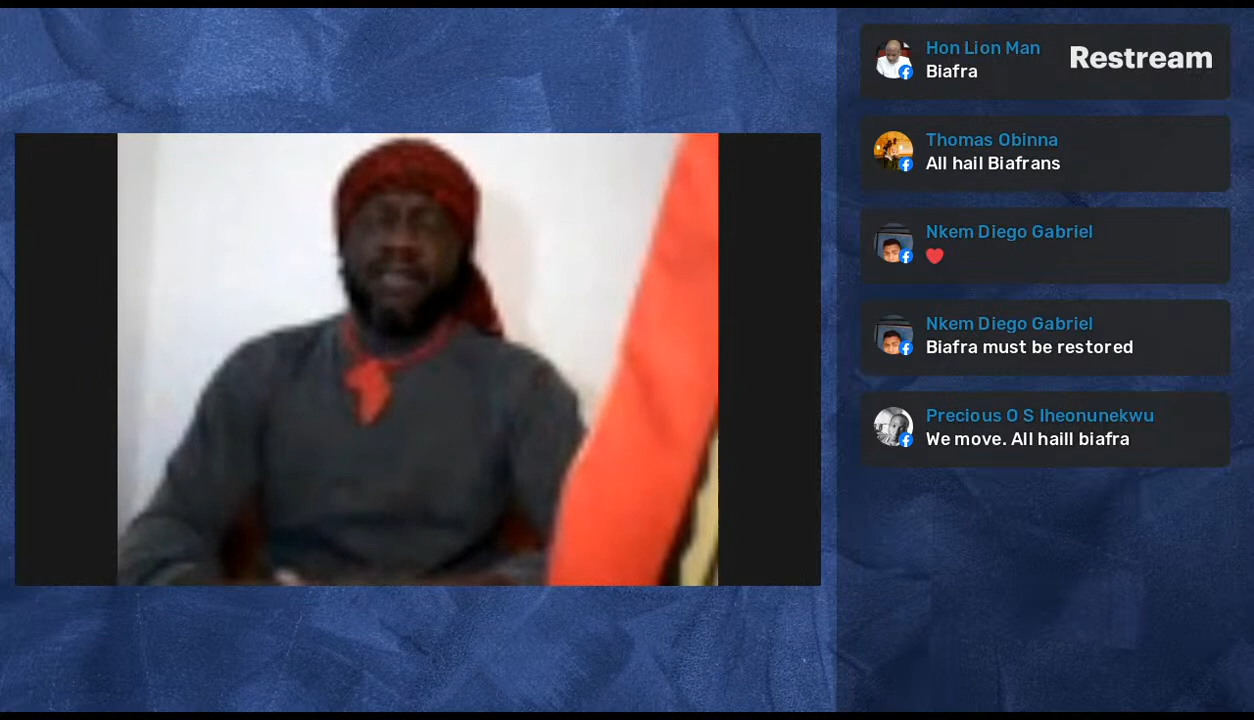 Hon Lion Man
Restream
Biafra
Thomas Obinna
All hail Biafrans
Nkem Diego Gabriel
Nkem Diego Gabriel
Biafra must be restored
Precious O S Iheonunekwu
We move. All haill biafra